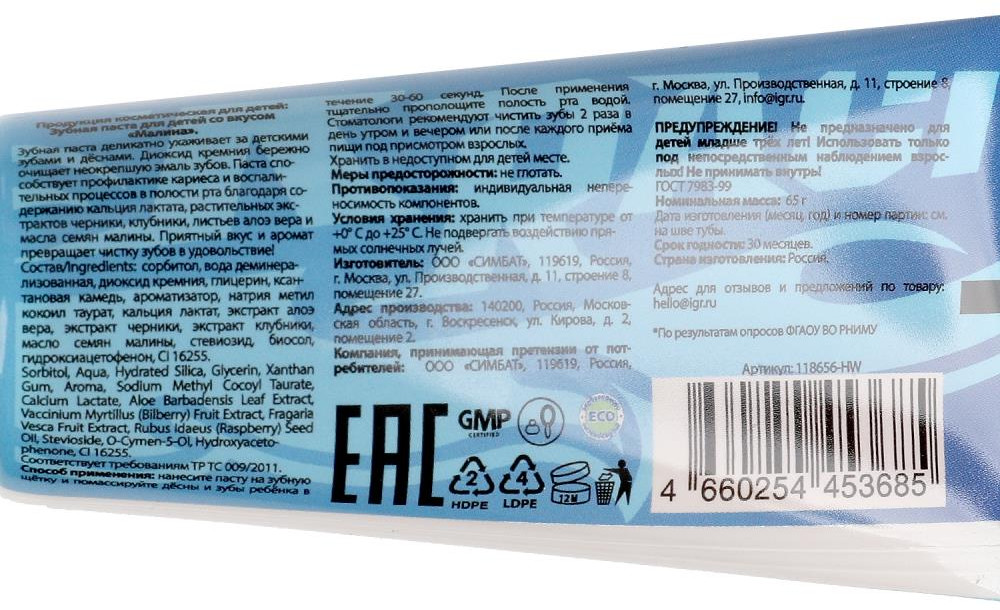 Продукция косметическая для детей:
Зубная паста для детей со вкусом
«Малина».
Зубная паста деликатно ухаживает за детскими
зубами и дёснами. Диоксид кремния бережно
очищает неокрепшую эмаль зубов. Паста спо-
собствует профилактике кариеса и воспали-
тельных процессов в полости рта благодаря со-
держанию кальция лактата, растительных экс-
трактов черники, клубники, листьев алоэ вера и
масла семян малины. Приятный вкус и аромат
превращает чистку зубов в удовольствие!
Состав/Ingredients: сорбитол, вода деминера-
лизованная, диоксид кремния, глицерин, ксан-
тановая камедь, ароматизатор, натрия метил
кокоил таурат, кальция лактат, экстракт алоэ
вера, экстракт черники, экстракт клубники,
масло семян малины, стевиозид, биосол,
гидроксиацетофенон, CI 16255.
Sorbitol, Aqua, Hydrated Silica, Glycerin, Xanthan
Gum, Aroma, Sodium Methyl Cocoyl Taurate,
Calcium Lactate, Aloe Barbadensis Leaf Extract,
Vaccinium Myrtillus (Bilberry) Fruit Extract, Fragaria
Vesca Fruit Extract, Rubus Idaeus (Raspberry) Seed
Oil, Stevioside, O-Cymen-5-Ol, Hydroxyaceto-
phenone, CI 16255.
Соответствует требованиям ТР ТС 009/2011.
Способ применения: нанесите пасту на зубную
щётку и помассируйте дёсны и зубы ребёнка в
течение 30-60 секунд. После применения
тщательно прополощите полость рта водой.
Стоматологи рекомендуют чистить зубы 2 раза в
день утром и вечером или после каждого приёма
пищи под присмотром взрослых.
Хранить в недоступном для детей месте.
Меры предосторожности: не глотать.
Противопоказания: индивидуальная непере-
носимость компонентов.
Условия хранения: хранить при температуре от
+0° С до +25° С. Не подвергать воздействию пря-
мых солнечных лучей.
Изготовитель: ООО «СИМБАТ», 119619, Россия,
г. Москва, ул. Производственная, д. 11, строение 8,
помещение 27.
Адрес производства: 140200, Россия, Москов-
ская область, г. Воскресенск, ул. Кирова, д. 2,
помещение 2.
Компания, принимающая претензии от пот-
ребителей: ООО «СИМБАТ», 119619, Россия,
г. Москва, ул. Производственная, д. 11, строение 8,
помещение 27, info@igr.ru.
ПРЕДУПРЕЖДЕНИЕ! Не предназначено для
детей младше трёх лет! Использовать только
под непосредственным наблюдением взрос-
лых! Не принимать внутрь!
ГОСТ 7983-99
Номинальная масса: 65 г
Дата изготовления (месяц, год) и номер партии: см.
на шве тубы.
Срок годности: 30 месяцев.
Страна изготовления: Россия.
Адрес для отзывов и предложений по товару:
hello@igr.ru
*По результатам опросов ФГАОУ ВО РНИМУ
Артикул: 118656-HW
EAC
GMP
CERTIFIED
ECO
2
HDPE
4
LDPE
12M
4 660254 453685